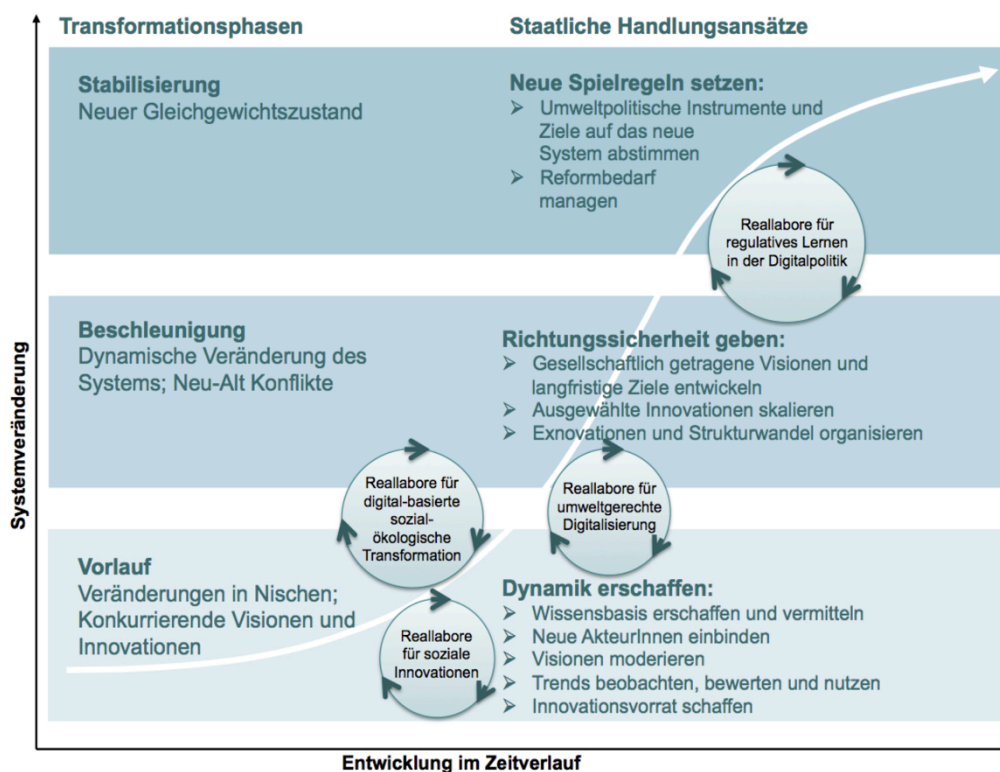 Transformationsphasen
Staatliche Handlungsansätze
Stabilisierung
Neuer Gleichgewichtszustand
Neue Spielregeln setzen:
➢ Umweltpolitische Instrumente und
Ziele auf das neue
System abstimmen
➢ Reformbedarf
managen
Reallabore für
regulatives Lernen
in der Digitalpolitik
Beschleunigung
Dynamische Veränderung des
Systems; Neu-Alt Konflikte
Richtungssicherheit geben:
➢ Gesellschaftlich getragene Visionen und
langfristige Ziele entwickeln
➢ Ausgewählte Innovationen skalieren
➢ Exnovationen und Strukturwandel organisieren
Reallabore für
digital-basierte
sozial-
ökologische
Transformation
Reallabore für
umweltgerechte
Digitalisierung
Vorlauf
Veränderungen in Nischen;
Konkurrierende Visionen und
Innovationen
Reallabore
für soziale
Innovationen
Dynamik erschaffen:
➢ Wissensbasis erschaffen und vermitteln
➢ Neue AkteurInnen einbinden
➢ Visionen moderieren
➢ Trends beobachten, bewerten und nutzen
➢ Innovationsvorrat schaffen
Systemveränderung
Entwicklung im Zeitverlauf